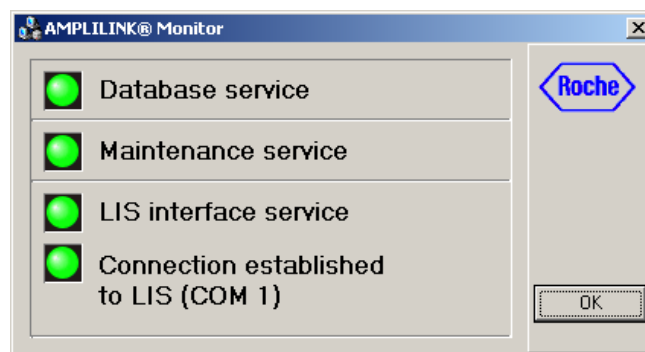 AMPLILINK® Monitor
Database service
Roche
Maintenance service
LIS interface service
Connection established
to LIS (COM 1)
OK